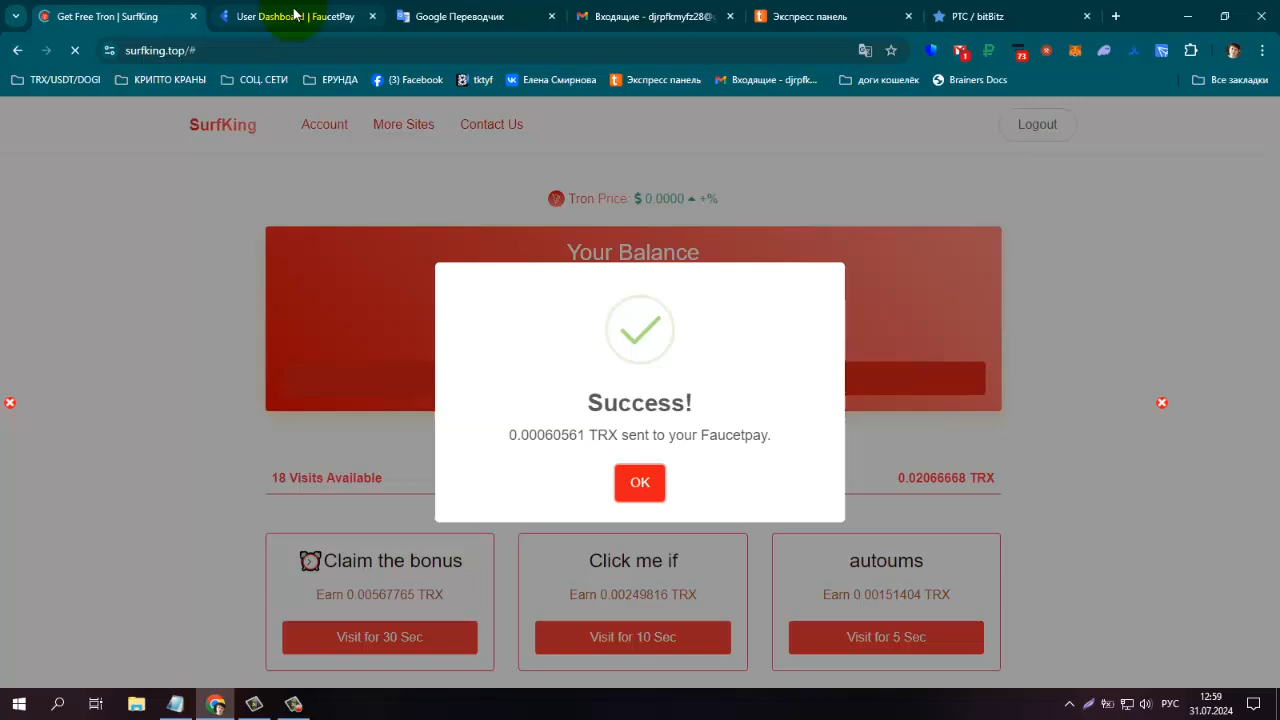 Get Free Tron | SurfKing
User Dashboard | FaucetPay
Google Переводчик
Входящие - djrpfkmyfz28@
Экспресс панель
PTC / bitBitz
surfking.top/#
1
73
TRX/USDT/DOGI
КРИПТО КРАНЫ
СОЦ. СЕТИ
ЕРУНДА
(3) Facebook
tktyf
Елена Смирнова
Экспресс панель
Входящие - djrpfk...
доги кошелёк
Brainers Docs
Все закладки
SurfKing
Account
More Sites
Contact Us
Logout
Tron Price: $ 0.0000 +%
Your Balance
Success!
0.00060561 TRX sent to your Faucetpay.
OK
18 Visits Available
0.02066668 TRX
Claim the bonus
Click me if
autoums
Earn 0.00567765 TRX
Earn 0.00249816 TRX
Earn 0.00151404 TRX
Visit for 30 Sec
Visit for 10 Sec
Visit for 5 Sec
РУС
12:59
31.07.2024